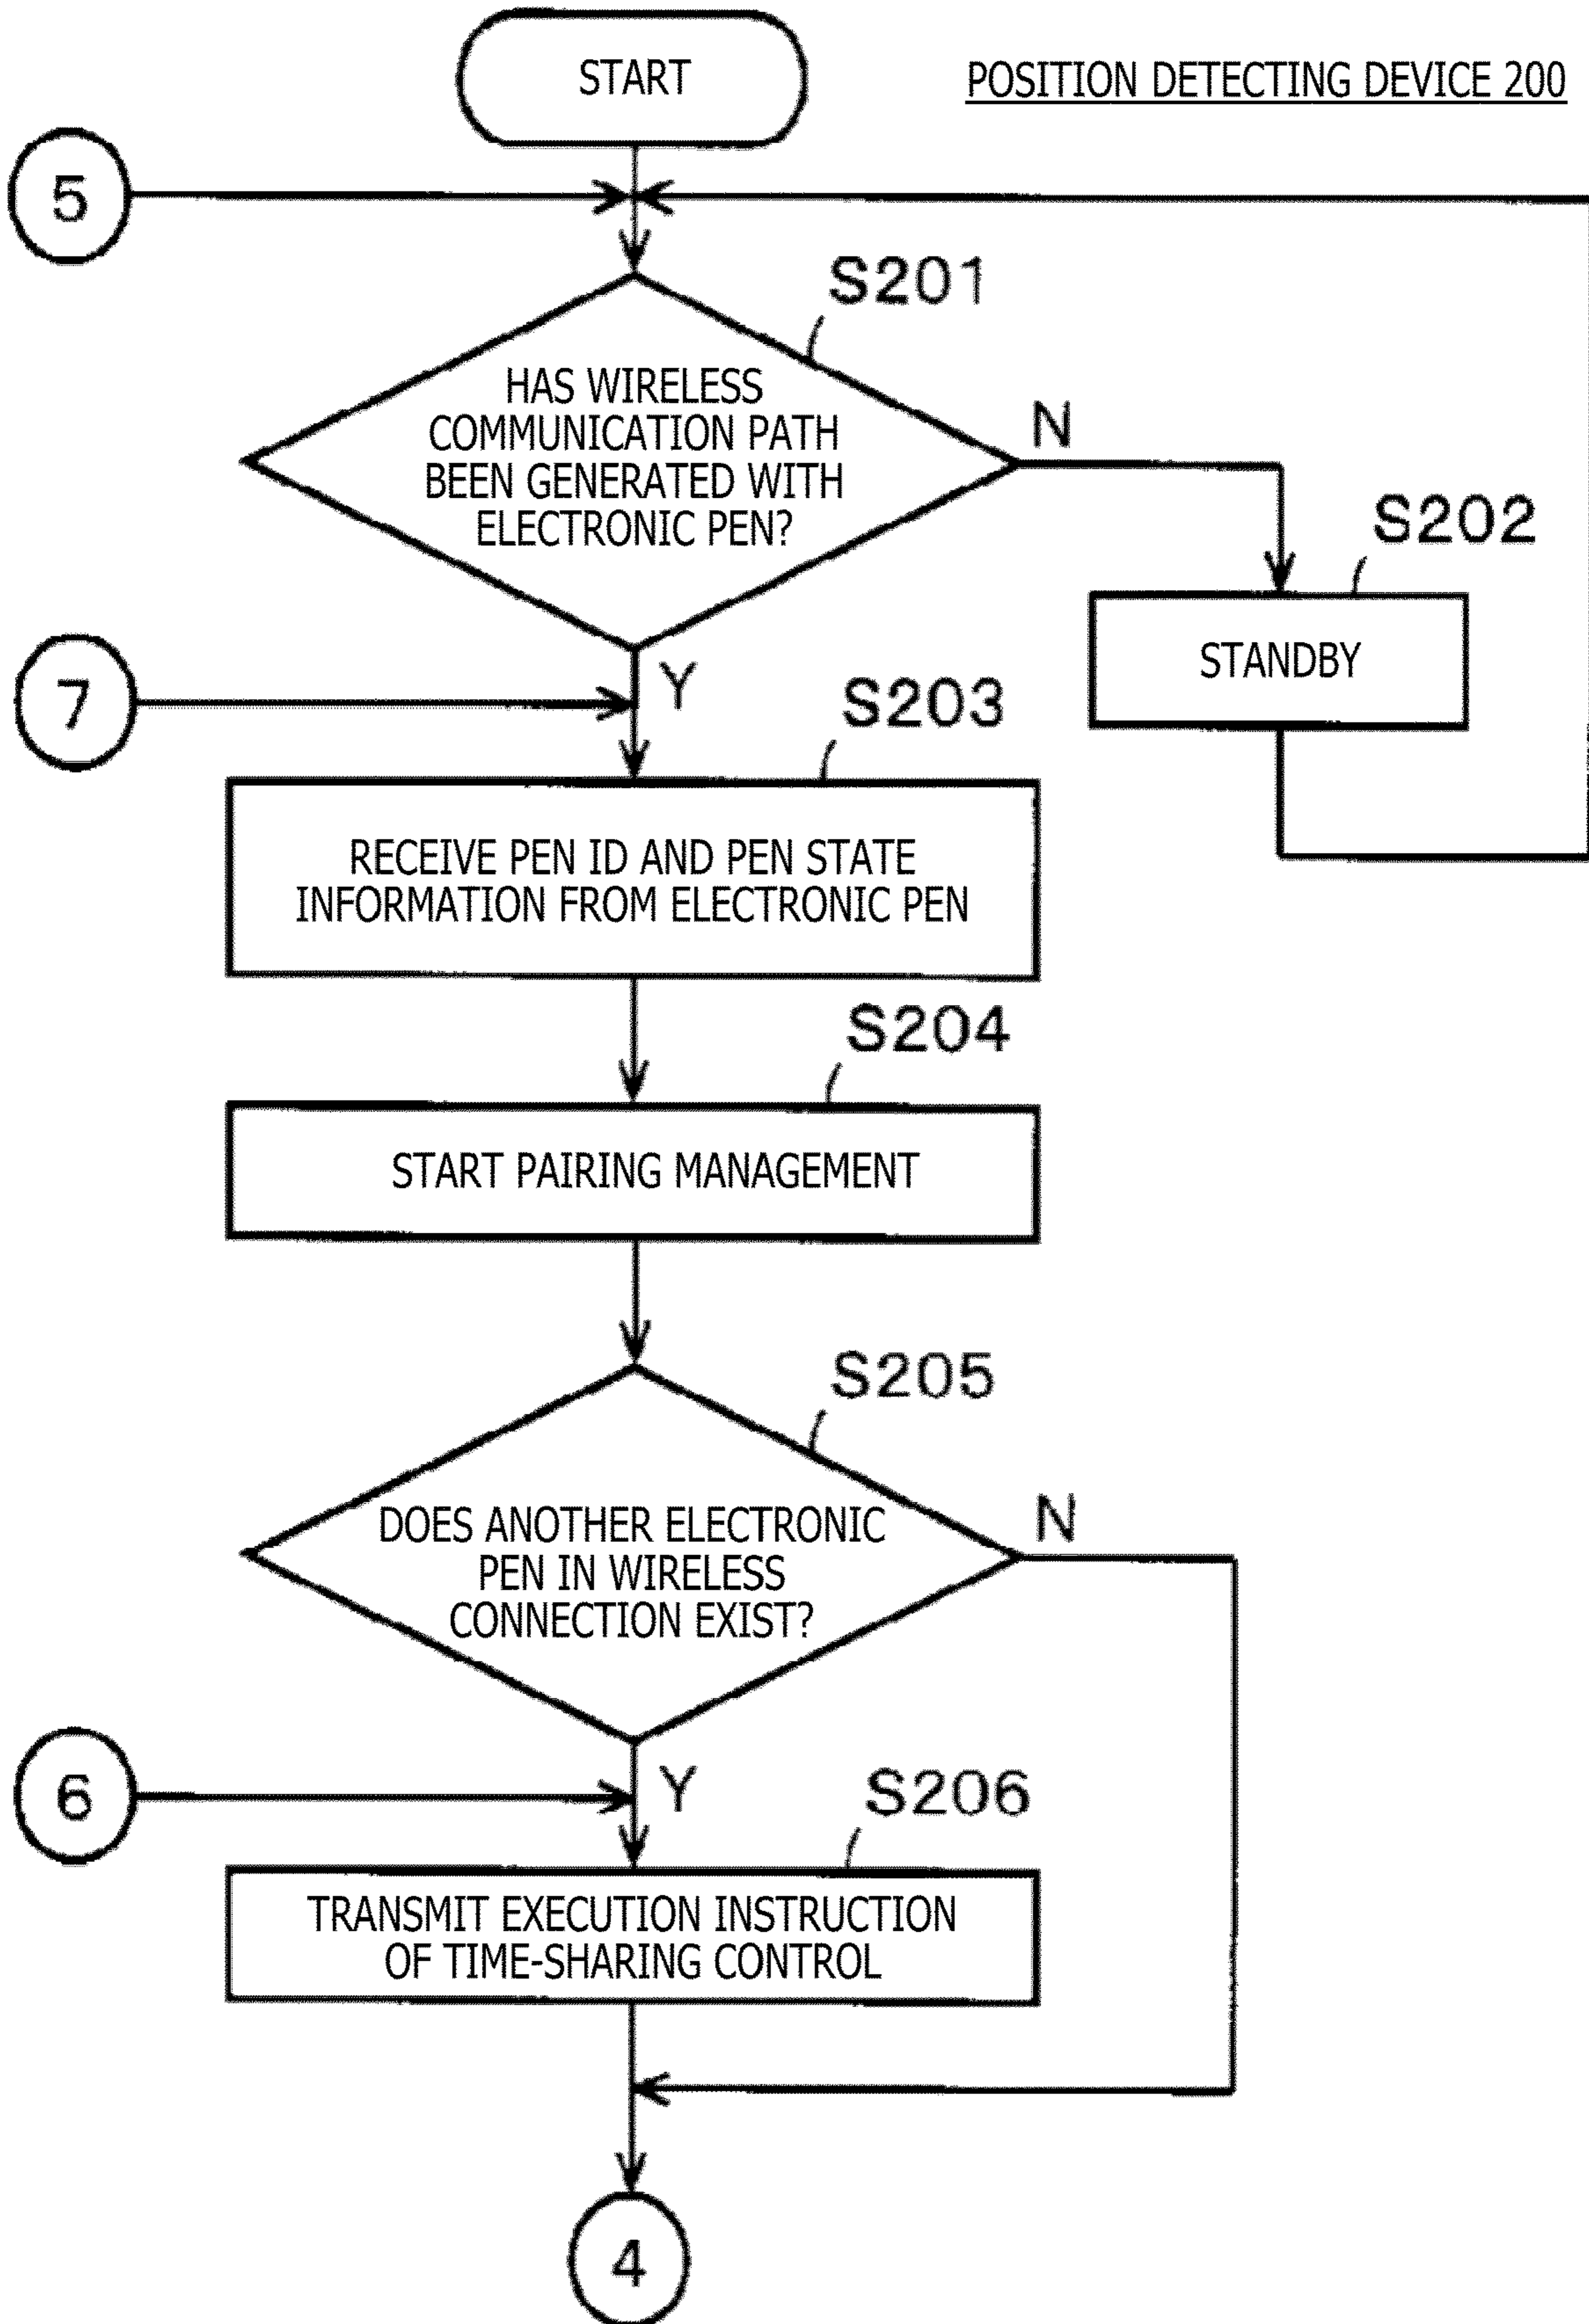 START
POSITION DETECTING DEVICE 200
5
S201
HAS WIRELESS
COMMUNICATION PATH
BEEN GENERATED WITH
ELECTRONIC PEN?
N
S202
STANDBY
7
Y
S203
RECEIVE PEN ID AND PEN STATE
INFORMATION FROM ELECTRONIC PEN
S204
START PAIRING MANAGEMENT
S205
DOES ANOTHER ELECTRONIC
PEN IN WIRELESS
CONNECTION EXIST?
N
6
Y
S206
TRANSMIT EXECUTION INSTRUCTION
OF TIME-SHARING CONTROL
4